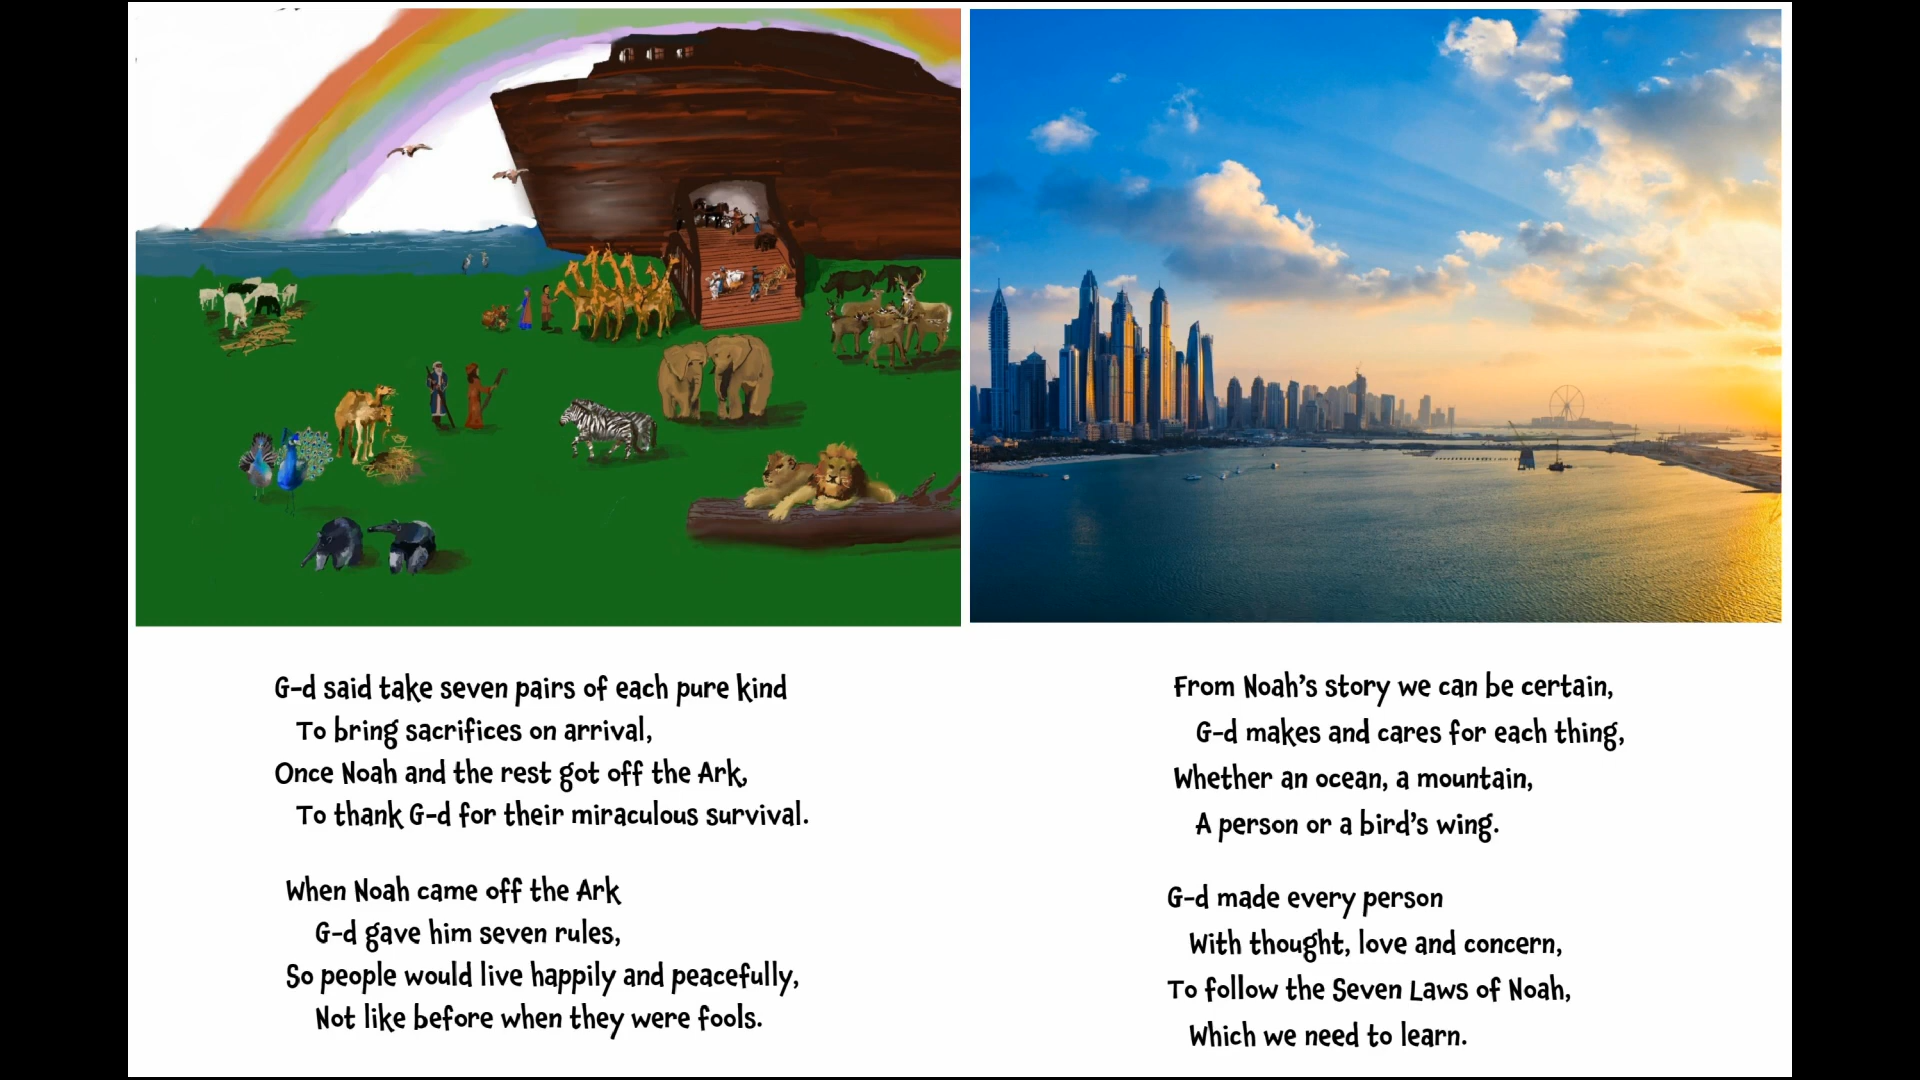 G-d said take seven pairs of each pure kind
To bring sacrifices on arrival,
Once Noah and the rest got off the Ark,
To thank G-d for their miraculous survival.
When Noah came off the Ark
G-d gave him seven rules,
So people would live happily and peacefully,
Not like before when they were fools.
From Noah's story we can be certain,
G-d makes and cares for each thing,
Whether an ocean, a mountain,
A person or a bird's wing.
G-d made every person
With thought, love and concern,
To follow the Seven Laws of Noah,
Which we need to learn.